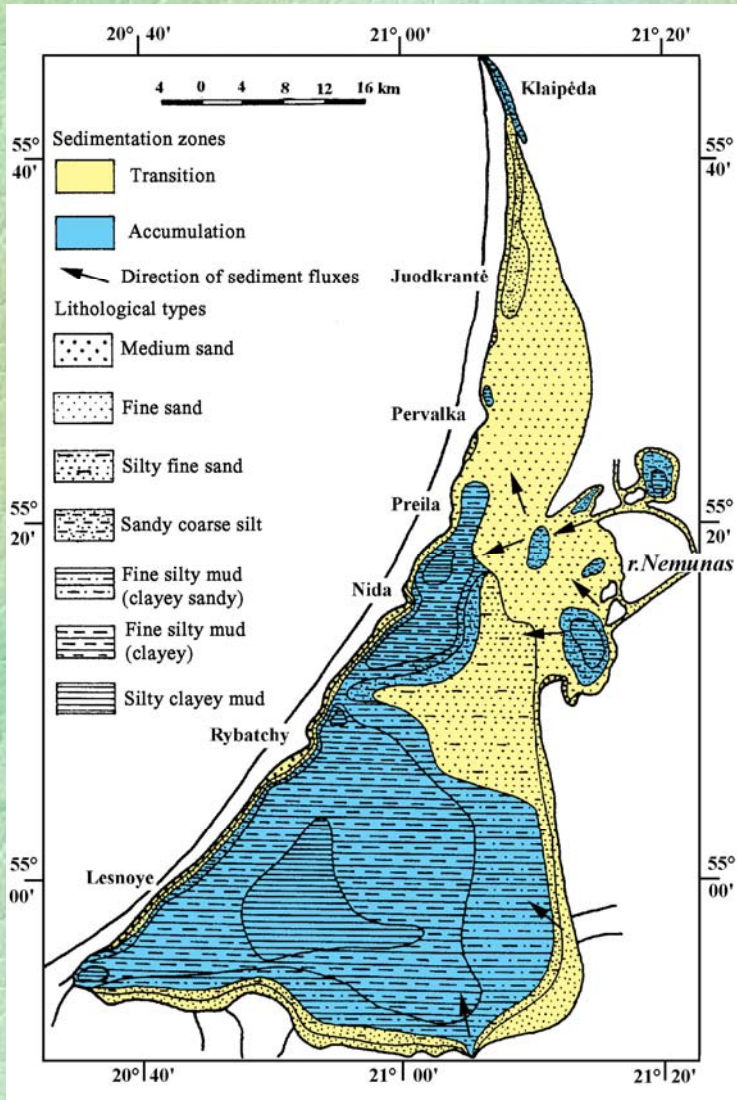 20° 40'
21° 00'
21° 20'
4 0 4 8 12 16 km
Klaipėda
55°
40'
55°
40'
Sedimentation zones
Transition
Accumulation
Direction of sediment fluxes
Juodkrantė
Lithological types
Medium sand
Fine sand
Pervalka
Silty fine sand
Preila
Sandy coarse silt
55°
20'
55°
20'
r.Nemunas
Nida
Fine silty mud
(clayey sandy)
Fine silty mud
(clayey)
Silty clayey mud
Rybatchy
Lesnoye
55°
00'
55°
00'
20° 40'
21° 00'
21° 20'